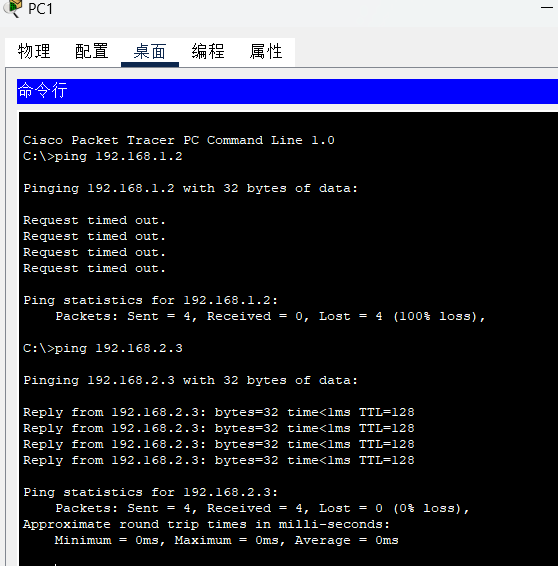 PC1
物理 配置 桌面 编程 属性
命令行
Cisco Packet Tracer PC Command Line 1.0
C:\>ping 192.168.1.2
Pinging 192.168.1.2 with 32 bytes of data:
Request timed out.
Request timed out.
Request timed out.
Request timed out.
Ping statistics for 192.168.1.2:
Packets: Sent = 4, Received = 0, Lost = 4 (100% loss),
C:\>ping 192.168.2.3
Pinging 192.168.2.3 with 32 bytes of data:
Reply from 192.168.2.3: bytes=32 time<1ms TTL=128
Reply from 192.168.2.3: bytes=32 time<1ms TTL=128
Reply from 192.168.2.3: bytes=32 time<1ms TTL=128
Reply from 192.168.2.3: bytes=32 time<1ms TTL=128
Ping statistics for 192.168.2.3:
Packets: Sent = 4, Received = 4, Lost = 0 (0% loss),
Approximate round trip times in milli-seconds:
Minimum = 0ms, Maximum = 0ms, Average = 0ms